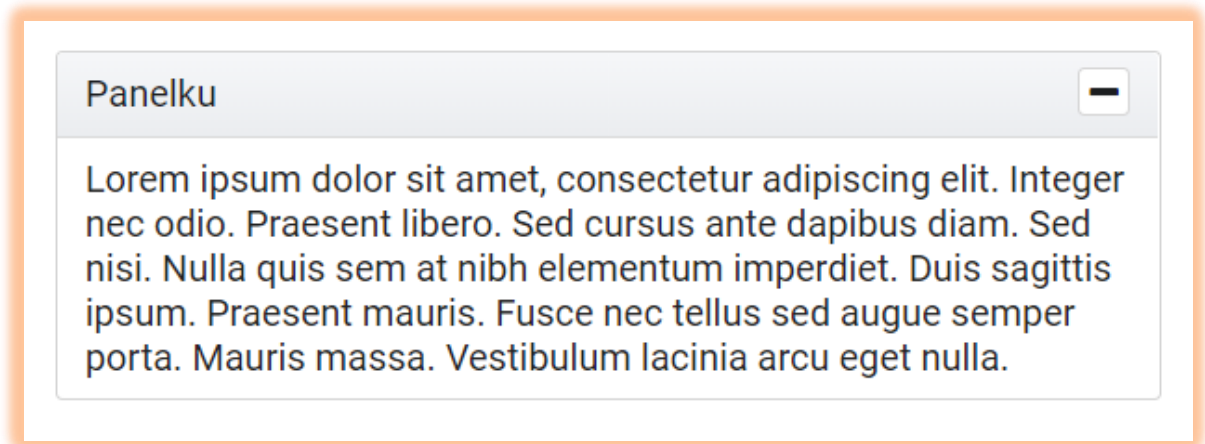 Panelku
Lorem ipsum dolor sit amet, consectetur adipiscing elit. Integer
nec odio. Praesent libero. Sed cursus ante dapibus diam. Sed
nisi. Nulla quis sem at nibh elementum imperdiet. Duis sagittis
ipsum. Praesent mauris. Fusce nec tellus sed augue semper
porta. Mauris massa. Vestibulum lacinia arcu eget nulla.